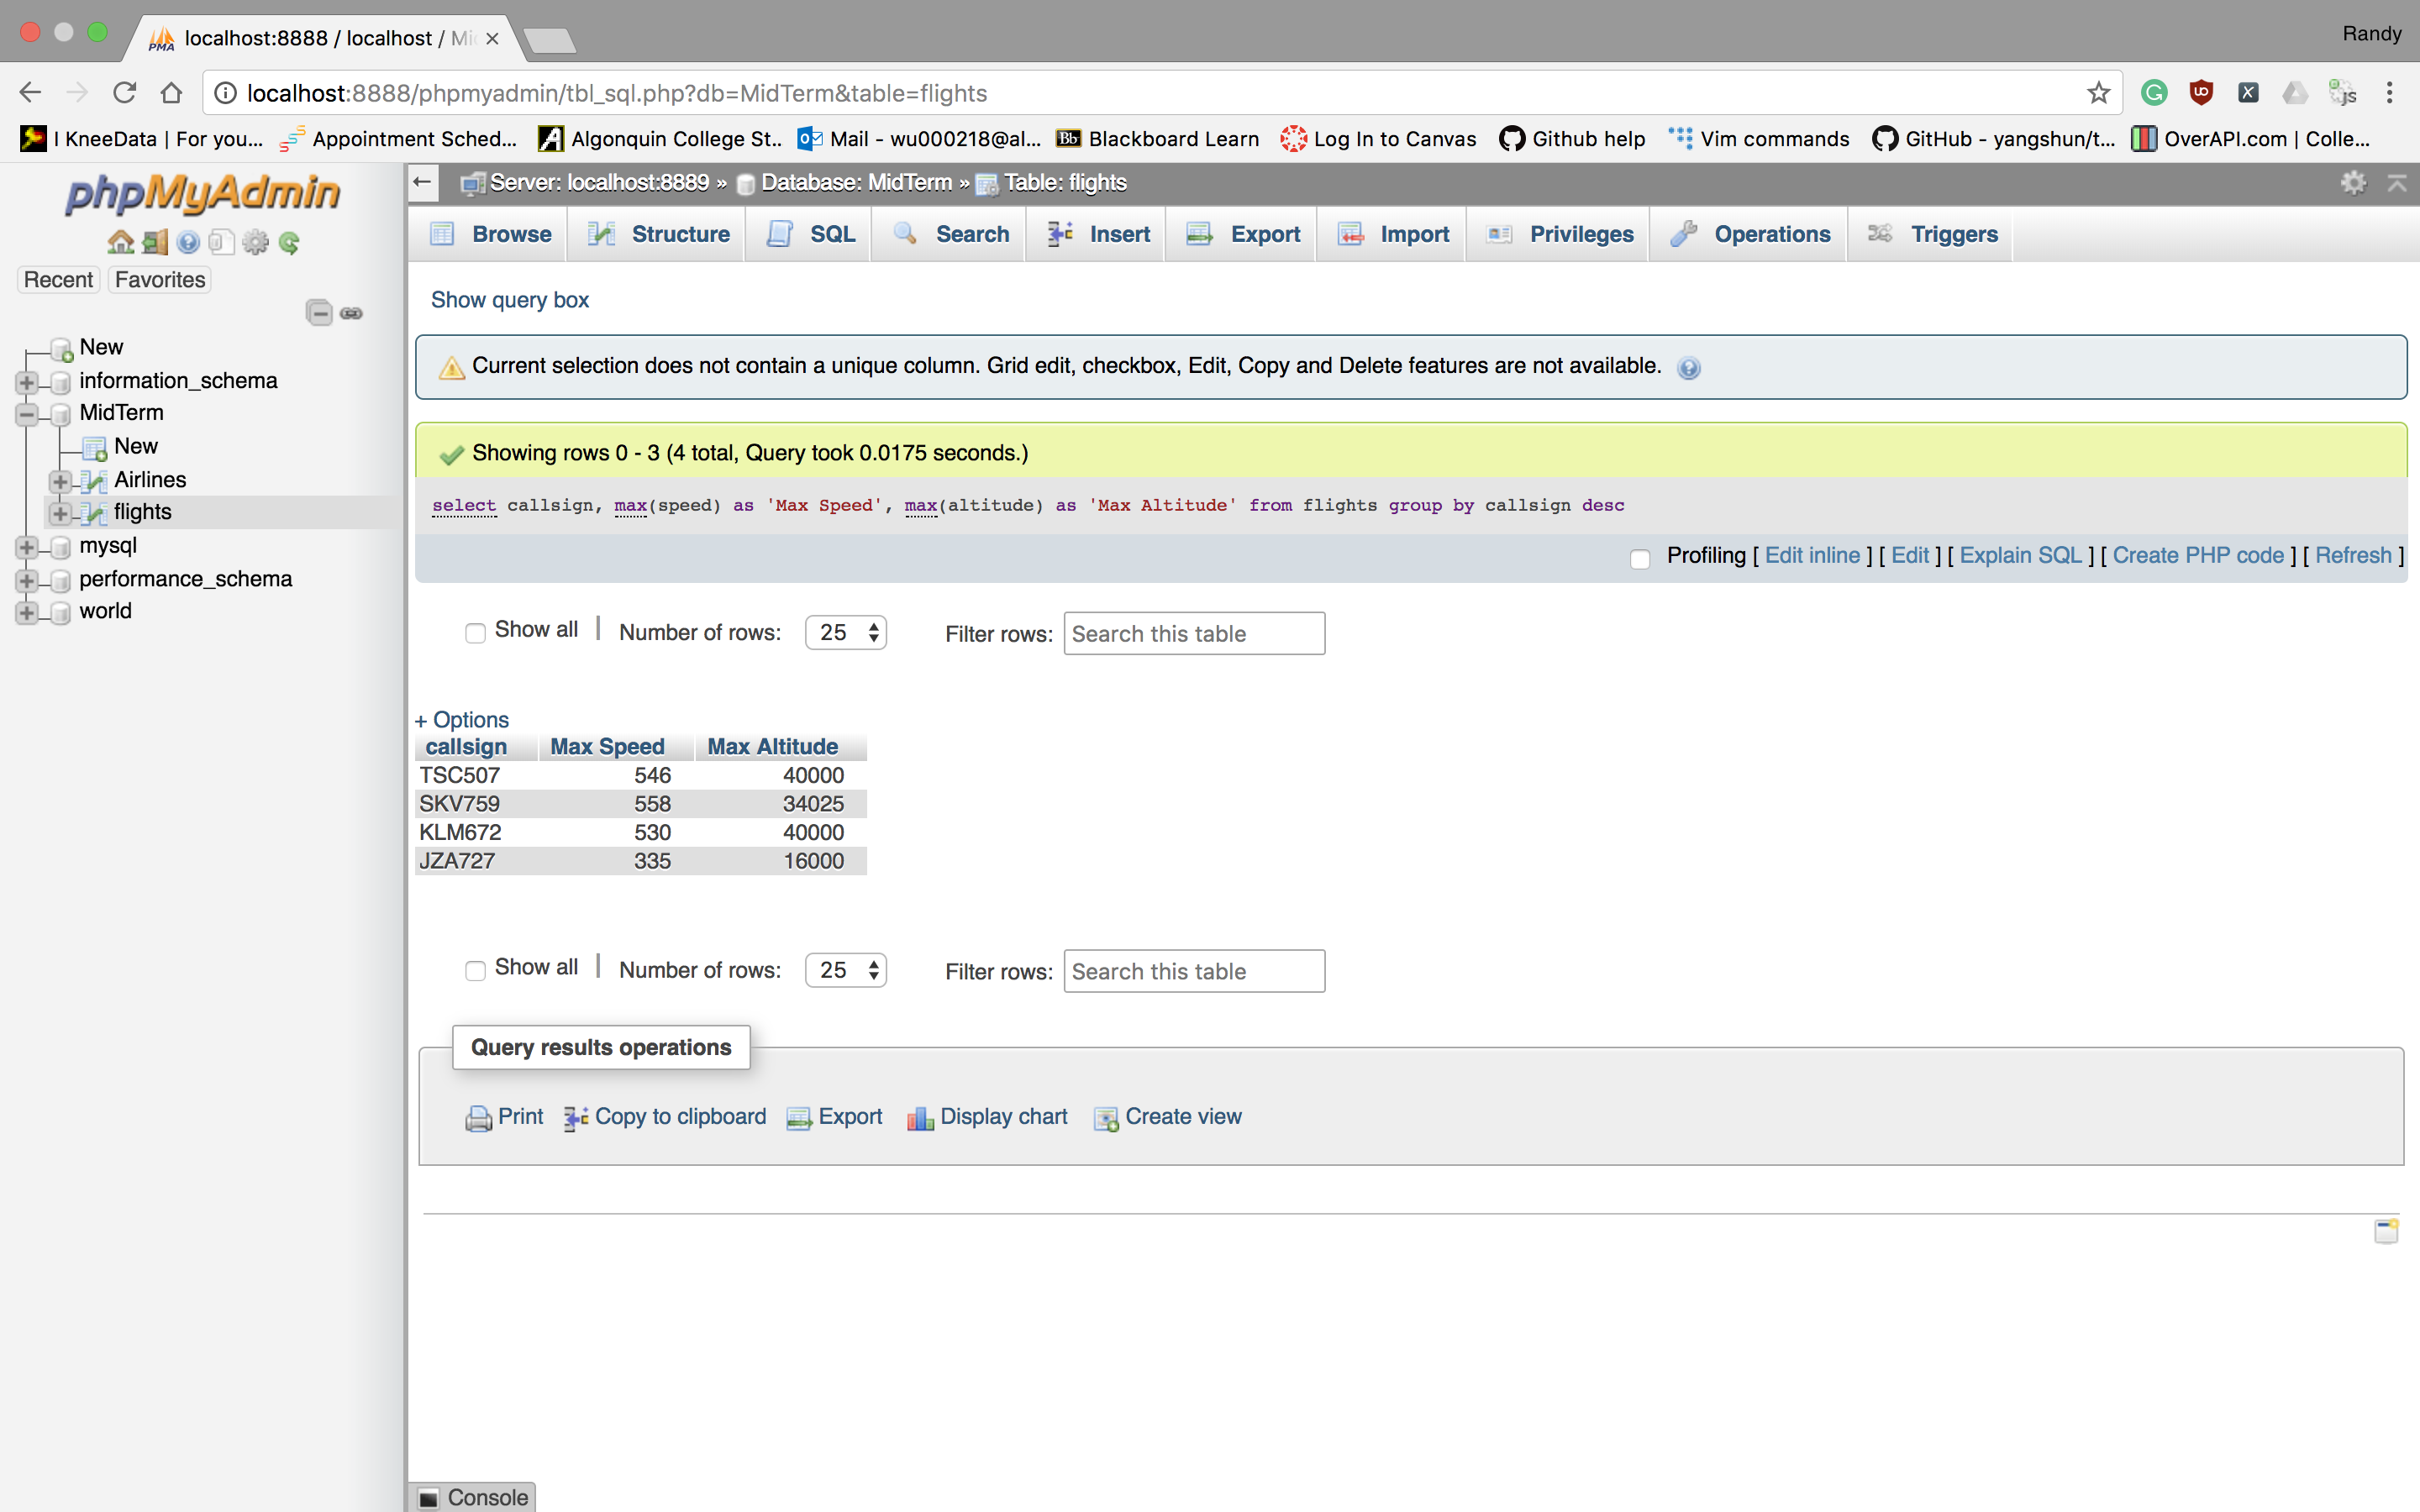 localhost:8888 / localhost / Mi
Randy
localhost:8888/phpmyadmin/tbl_sql.php?db=MidTerm&table=flights
I KneeData | For you... Appointment Sched... Algonquin College St... Mail - wu000218@al... Bb Blackboard Learn Log In to Canvas Github help Vim commands GitHub - yangshun/t... OverAPI.com | Colle...
phpMyAdmin
Recent Favorites
New
information_schema
MidTerm
New
Airlines
flights
mysql
performance_schema
world
Server: localhost:8889 » Database: MidTerm » Table: flights
Browse Structure SQL Search Insert Export Import Privileges Operations Triggers
Show query box
Current selection does not contain a unique column. Grid edit, checkbox, Edit, Copy and Delete features are not available.
Showing rows 0 - 3 (4 total, Query took 0.0175 seconds.)
select callsign, max(speed) as 'Max Speed', max(altitude) as 'Max Altitude' from flights group by callsign desc
Profiling [ Edit inline ] [ Edit ] [ Explain SQL ] [ Create PHP code ] [ Refresh ]
Show all | Number of rows: 25 Filter rows: Search this table
+ Options
callsign Max Speed Max Altitude
TSC507 546 40000
SKV759 558 34025
KLM672 530 40000
JZA727 335 16000
Show all | Number of rows: 25 Filter rows: Search this table
Query results operations
Print Copy to clipboard Export Display chart Create view
Console